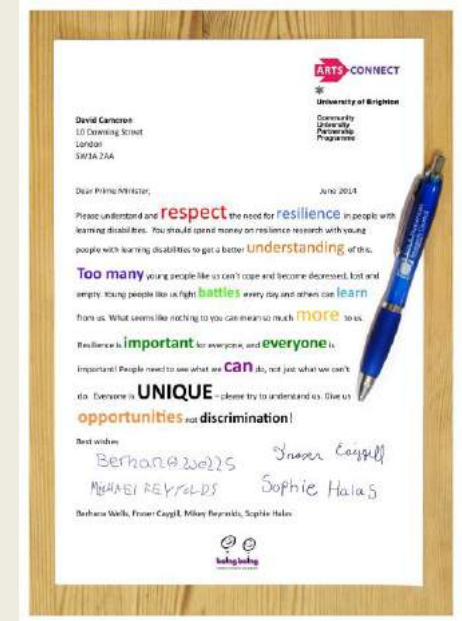 ARTS CONNECT
University of Brighton
Community
University
Partnership
Programme
David Cameron
10 Downing Street
London
SW1A 2AA
Dear Prime Minister,
June 2014
Please understand and respect the need for resilience in people with
learning disabilities. You should spend money on resilience research with young
people with learning disabilities to get a better understanding of this.
Too many young people like us can't cope and become depressed, lost and
empty. Young people like us fight battles every day and others can learn
from us. What seems like nothing to you can mean so much more to us.
Resilience is important for everyone, and everyone is
important! People need to see what we can do, not just what we can't
do. Everyone is UNIQUE – please try to understand us. Give us
opportunities not discrimination!
Best wishes
Berhana Wells
Fraser Caygill
MICHAEL REYNOLDS
Sophie Halas
Berhana Wells, Fraser Caygill, Mikey Reynolds, Sophie Halas
boingboing